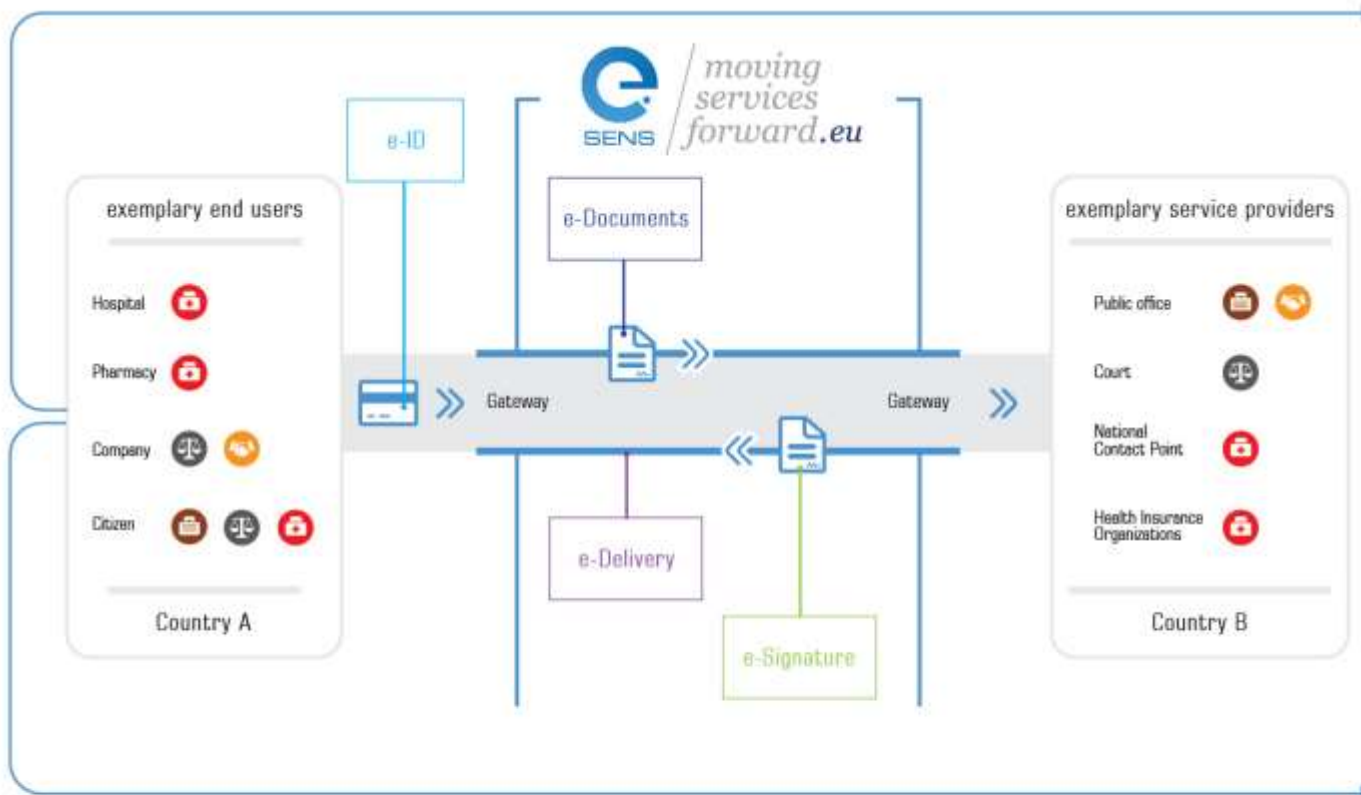 e
SENS
moving
services
forward.eu
e-ID
exemplary end users
Hospital
Pharmacy
Company
Citizen
Country A
e-Documents
Gateway
Gateway
e-Delivery
e-Signature
exemplary service providers
Public office
Court
National
Contact Point
Health Insurance
Organizations
Country B